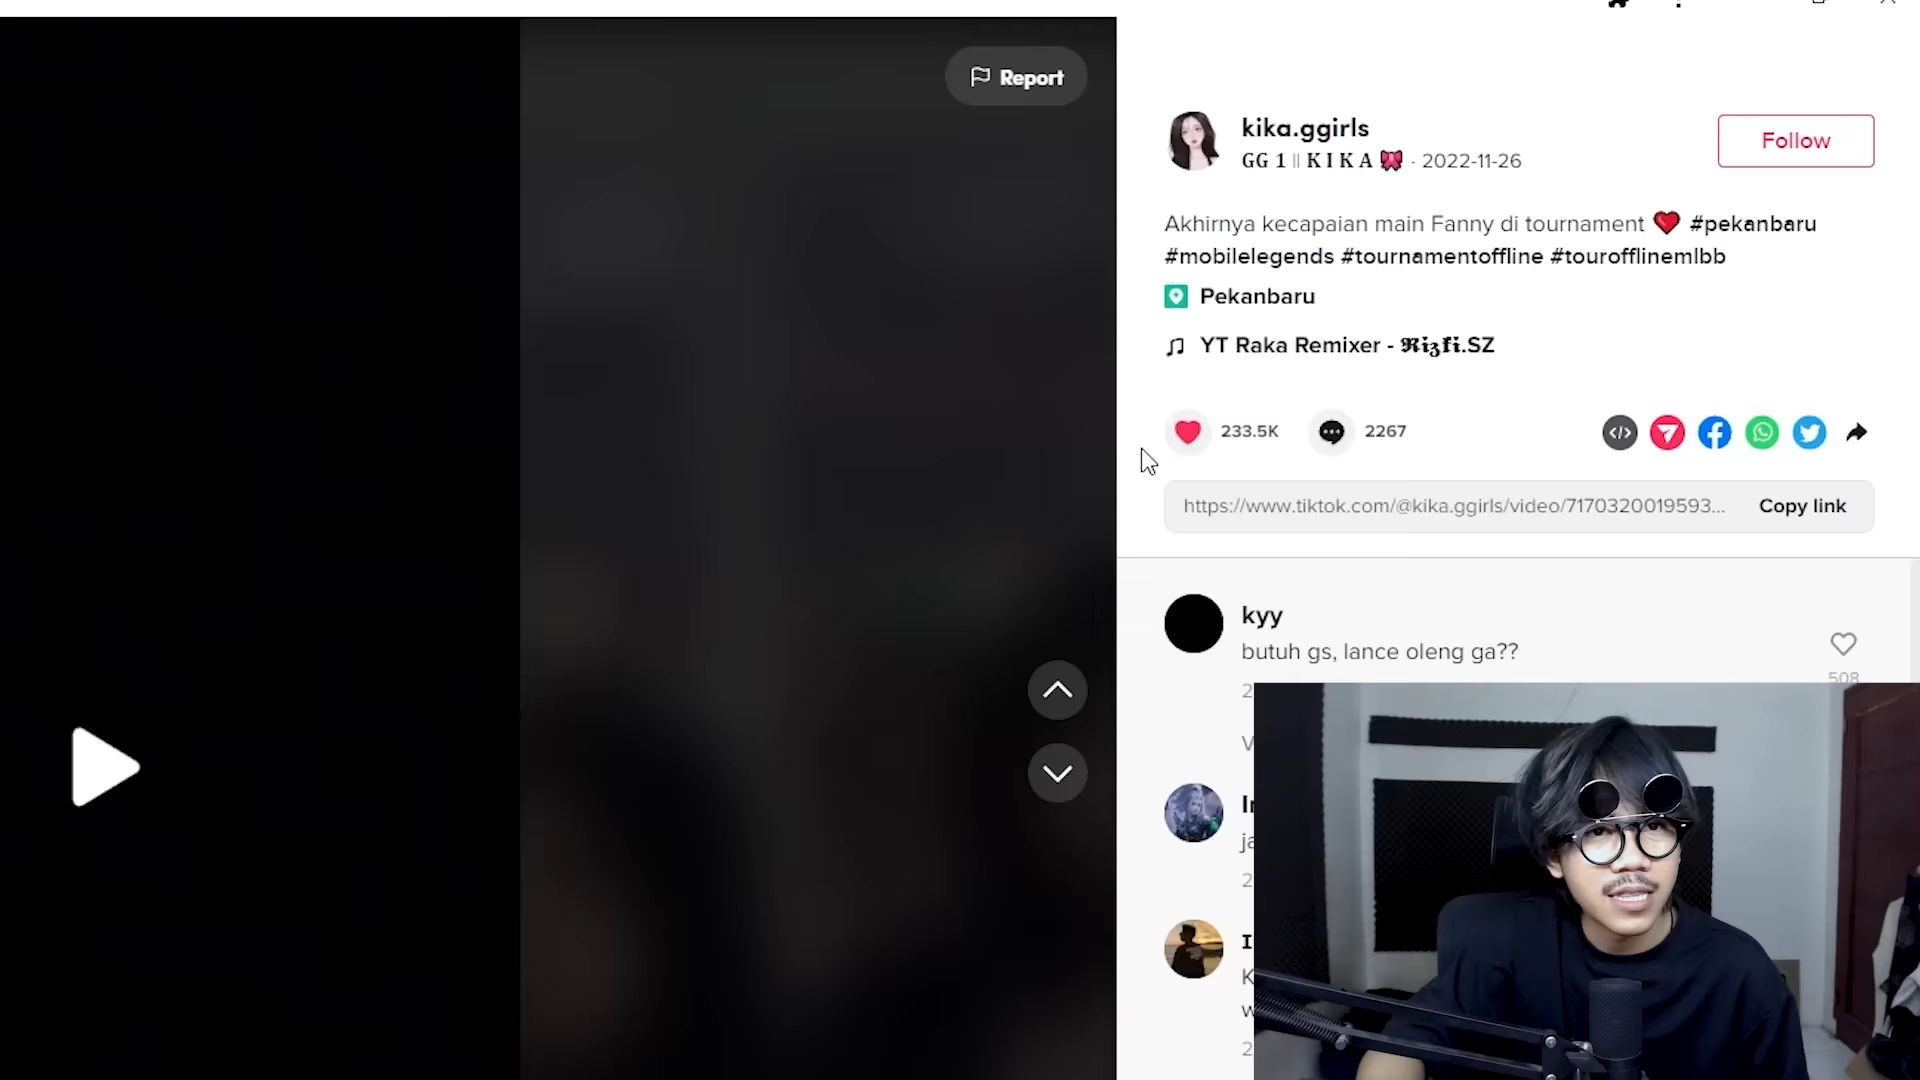 Report
kika.ggirls
GG 1 || K I K A 🎀 · 2022-11-26
Follow
Akhirnya kecapaian main Fanny di tournament ❤️ #pekanbaru
#mobilelegends #tournamentoffline #tourofflinemlbb
Pekanbaru
YT Raka Remixer - 𝕽𝖎𝖟𝖋𝖎.SZ
233.5K
2267
https://www.tiktok.com/@kika.ggirls/video/7170320019593...
Copy link
kyy
butuh gs, lance oleng ga??
508